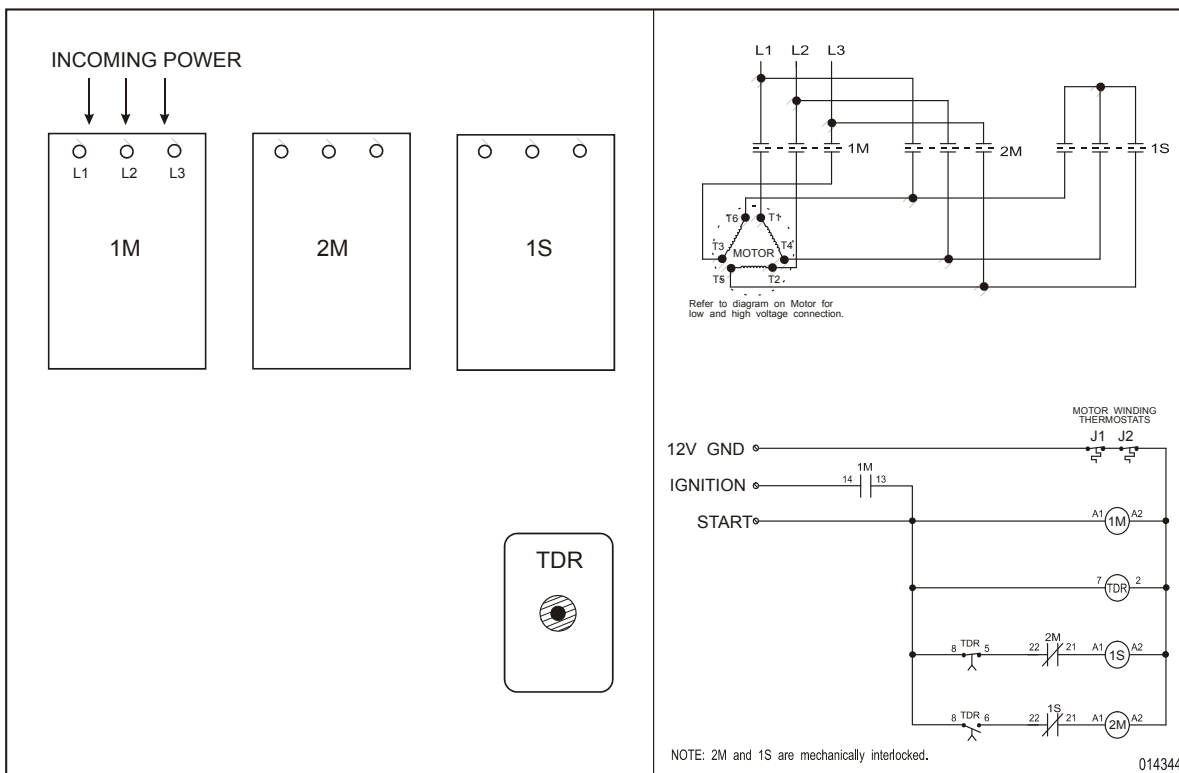 INCOMING POWER
L1 L2 L3
1M
2M
1S
TDR
L1 L2 L3
1M
2M
1S
T6 T1
T3 MOTOR T4
T5 T2
Refer to diagram on Motor for
low and high voltage connection.
MOTOR WINDING
THERMOSTATS
J1 J2
12V GND
1M
IGNITION 14 13
START A1 1M A2
7 TDR 2
TDR 2M
8 5 22 21 A1 1S A2
TDR 1S
8 6 22 21 A1 2M A2
NOTE: 2M and 1S are mechanically interlocked.
014344